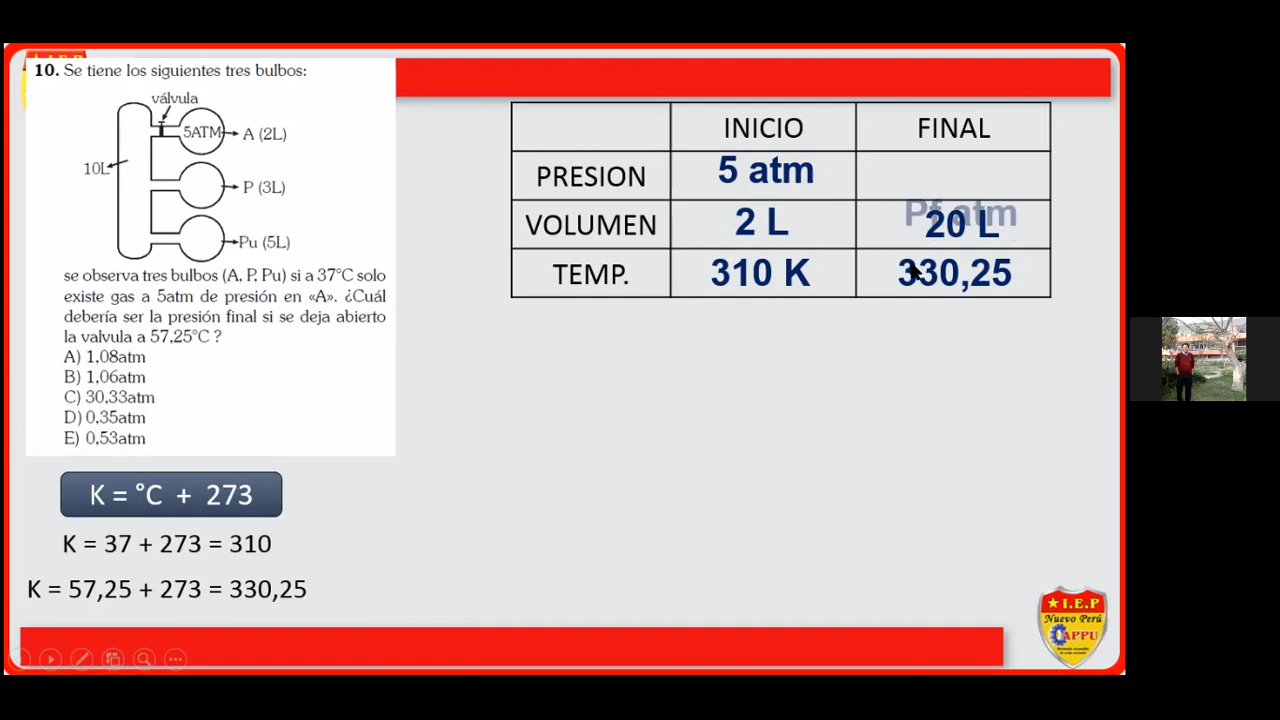 I.E.P
10. Se tiene los siguientes tres bulbos:
válvula
5ATM
A (2L)
10L
P (3L)
Pu (5L)
se observa tres bulbos (A, P, Pu) si a 37°C solo
existe gas a 5atm de presión en «A». ¿Cuál
debería ser la presión final si se deja abierto
la valvula a 57,25°C ?
A) 1,08atm
B) 1,06atm
C) 30,33atm
D) 0,35atm
E) 0,53atm
INICIO FINAL
PRESION 5 atm
Pf atm
VOLUMEN 2 L 20 L
TEMP. 310 K 330,25
K = °C + 273
K = 37 + 273 = 310
K = 57,25 + 273 = 330,25
I.E.P
Nuevo Perú
APPU